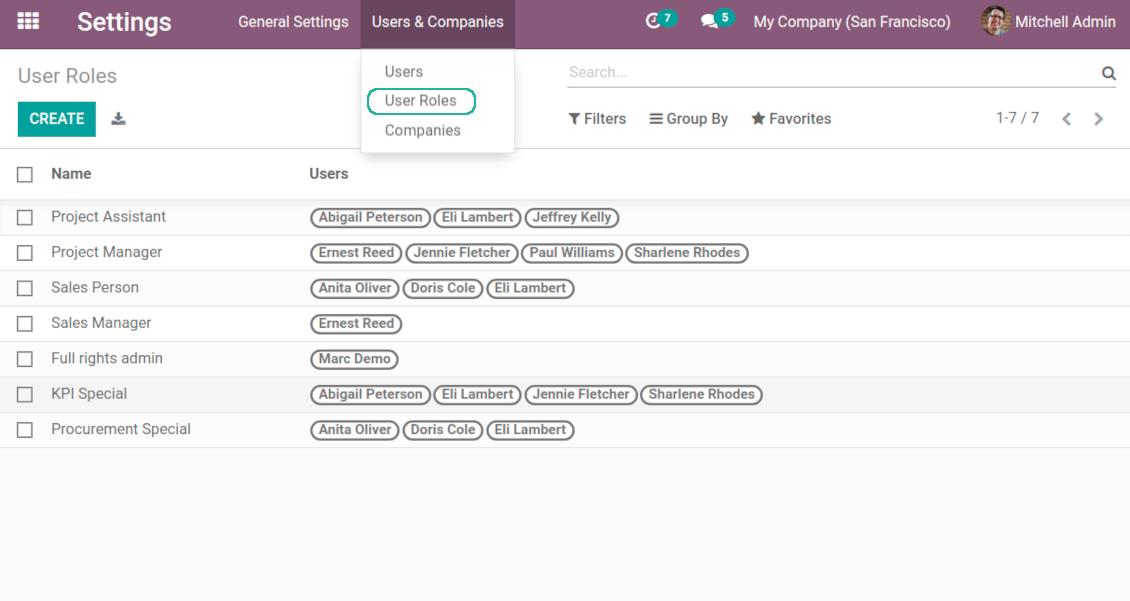 Settings General Settings Users & Companies 7 5 My Company (San Francisco) Mitchell Admin
User Roles
Search...
Users
User Roles
Companies
CREATE
Filters Group By Favorites 1-7 / 7
Name Users
Project Assistant Abigail Peterson Eli Lambert Jeffrey Kelly
Project Manager Ernest Reed Jennie Fletcher Paul Williams Sharlene Rhodes
Sales Person Anita Oliver Doris Cole Eli Lambert
Sales Manager Ernest Reed
Full rights admin Marc Demo
KPI Special Abigail Peterson Eli Lambert Jennie Fletcher Sharlene Rhodes
Procurement Special Anita Oliver Doris Cole Eli Lambert